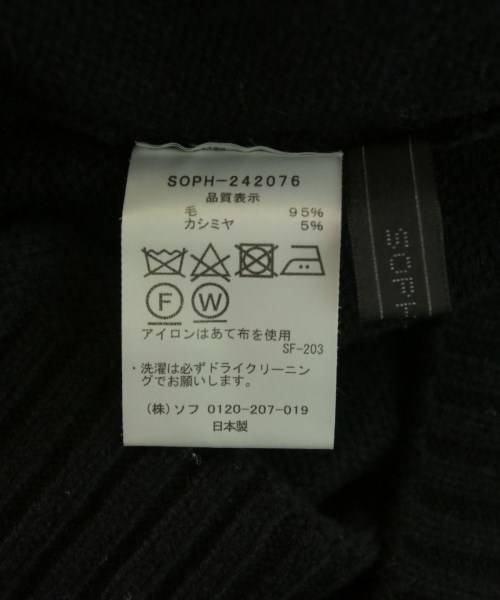 SOPH-242076
品質表示
毛 95%
カシミヤ 5%
F W
アイロンはあて布を使用
SF-203
・洗濯は必ずドライクリーニン
グでお願いします。
(株)ソフ 0120-207-019
日本製
SOPH